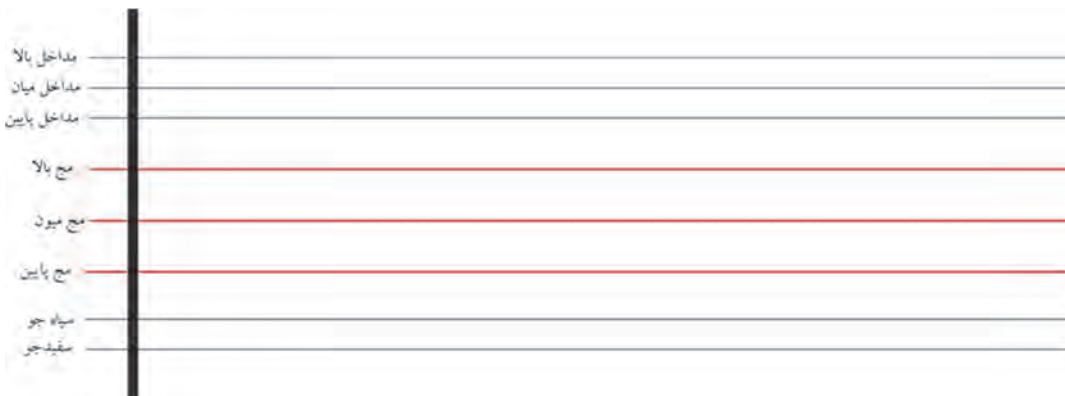 مداخل بالا
مداخل میان
مداخل پایین
مچ بالا
مچ میون
مچ پایین
سیاه جو
سفیدجو